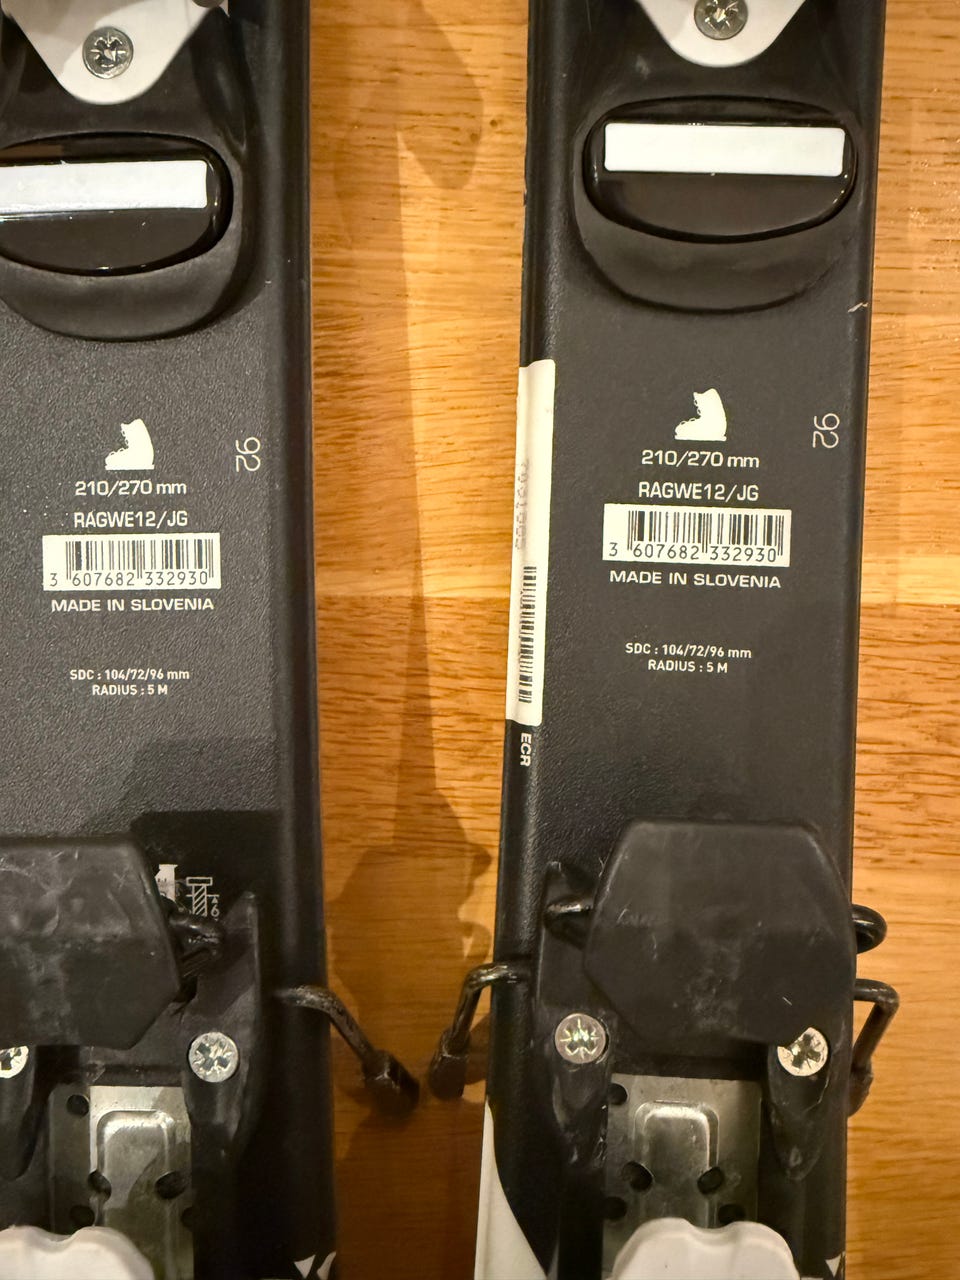 92
210/270 mm
RAGWE12/JG
3 607682 332930
MADE IN SLOVENIA
SDC : 104/72/96 mm
RADIUS : 5 M
6
92
210/270 mm
RAGWE12/JG
3 607682 332930
MADE IN SLOVENIA
SDC : 104/72/96 mm
RADIUS : 5 M
ECR